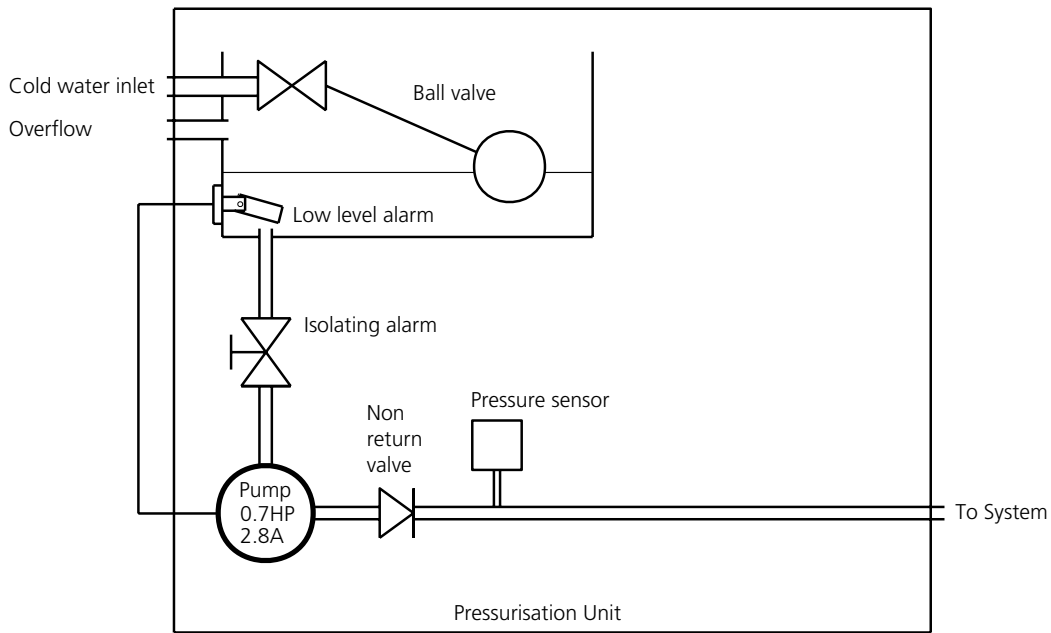 Cold water inlet
Ball valve
Overflow
Low level alarm
Isolating alarm
Pressure sensor
Non
return
valve
Pump
0.7HP
2.8A
To System
Pressurisation Unit